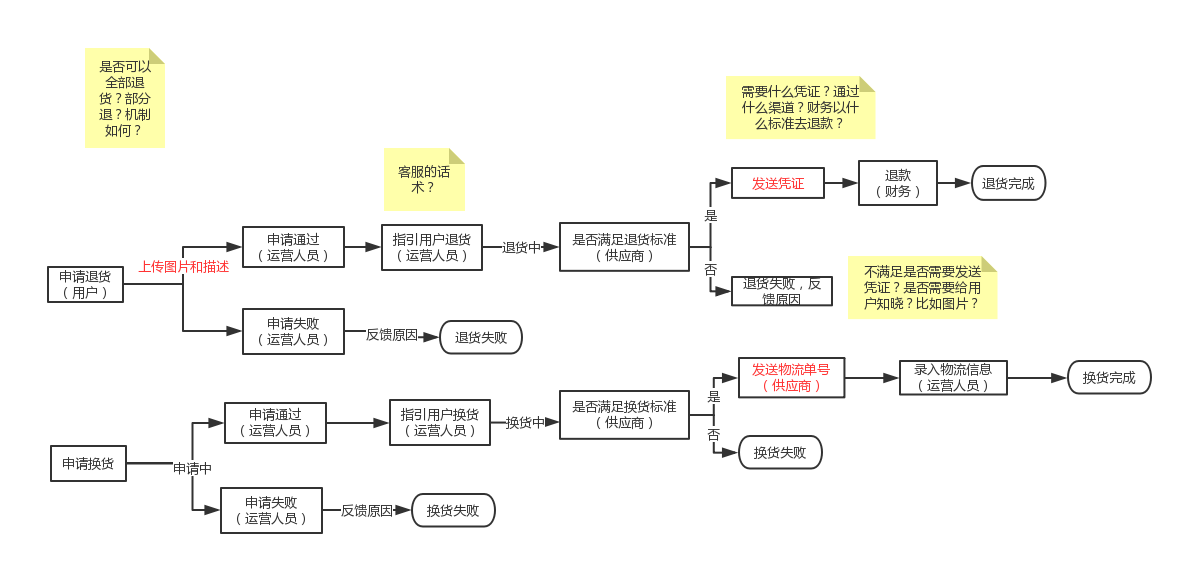 是否可以
全部退
货？部分
退？机制
如何？
需要什么凭证？通过
什么渠道？财务以什
么标准去退款？
客服的话
术？
发送凭证
退款
（财务）
退货完成
是
申请通过
（运营人员）
指引用户退货
（运营人员）
退货中
是否满足退货标准
（供应商）
上传图片和描述
申请退货
（用户）
否
退货失败，反
馈原因
不满足是否需要发送
凭证？是否需要给用
户知晓？比如图片？
申请失败
（运营人员）
反馈原因
退货失败
发送物流单号
（供应商）
录入物流信息
（运营人员）
换货完成
是
申请通过
（运营人员）
指引用户换货
（运营人员）
换货中
是否满足换货标准
（供应商）
否
换货失败
申请换货
申请中
申请失败
（运营人员）
反馈原因
换货失败